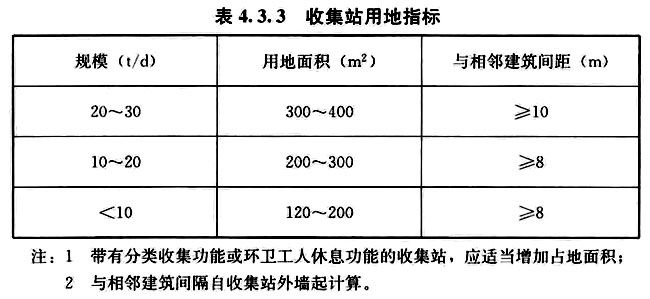 表 4.3.3 收集站用地指标
规模（t/d） 用地面积（m²） 与相邻建筑间距（m）
20～30 300～400 ≥10
10～20 200～300 ≥8
＜10 120～200 ≥8
注：1 带有分类收集功能或环卫工人休息功能的收集站，应适当增加占地面积；
2 与相邻建筑间隔自收集站外墙起计算。